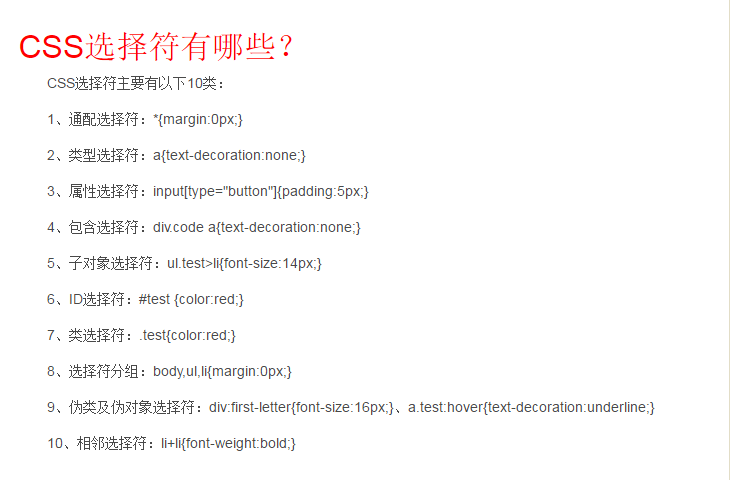 CSS选择符有哪些？
CSS选择符主要有以下10类：
1、通配选择符：*{margin:0px;}
2、类型选择符：a{text-decoration:none;}
3、属性选择符：input[type="button"]{padding:5px;}
4、包含选择符：div.code a{text-decoration:none;}
5、子对象选择符：ul.test>li{font-size:14px;}
6、ID选择符：#test {color:red;}
7、类选择符：.test{color:red;}
8、选择符分组：body,ul,li{margin:0px;}
9、伪类及伪对象选择符：div:first-letter{font-size:16px;}、a.test:hover{text-decoration:underline;}
10、相邻选择符：li+li{font-weight:bold;}